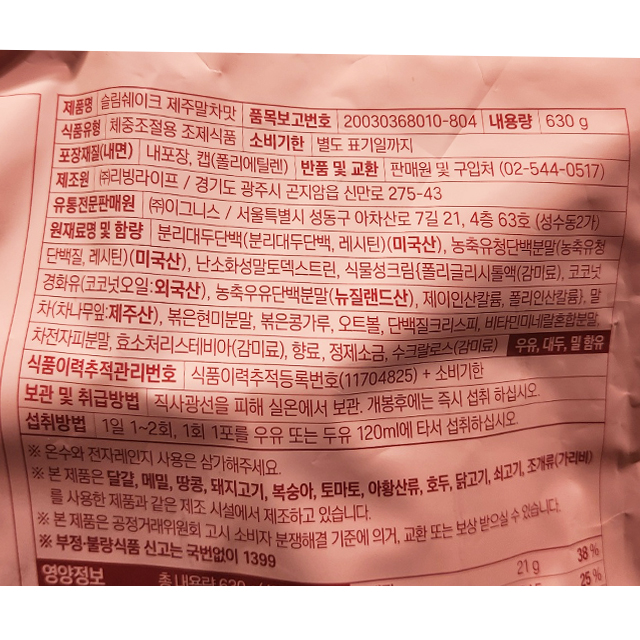 제품명 슬림쉐이크 제주말차맛 품목보고번호 20030368010-804 내용량 630 g
식품유형 체중조절용 조제식품 소비기한 별도 표기일까지
포장재질(내면) 내포장, 캡(폴리에틸렌) 반품 및 교환 판매원 및 구입처 (02-544-0517)
제조원 ㈜리빙라이프 / 경기도 광주시 곤지암읍 신만로 275-43
유통전문판매원 ㈜이그니스 / 서울특별시 성동구 아차산로 7길 21, 4층 63호 (성수동2가)
원재료명 및 함량 분리대두단백(분리대두단백, 레시틴)(미국산), 농축유청단백분말(농축유청
단백질, 레시틴)(미국산), 난소화성말토덱스트린, 식물성크림{폴리글리시톨액(감미료), 코코넛
경화유(코코넛오일:외국산), 농축우유단백분말(뉴질랜드산), 제이인산칼륨, 폴리인산칼륨}, 말
차(차나무잎:제주산), 볶은현미분말, 볶은콩가루, 오트볼, 단백질크리스피, 비타민미네랄혼합분말,
차전자피분말, 효소처리스테비아(감미료), 향료, 정제소금, 수크랄로스(감미료) 우유, 대두, 밀 함유
식품이력추적관리번호 식품이력추적등록번호(11704825) + 소비기한
보관 및 취급방법 직사광선을 피해 실온에서 보관. 개봉후에는 즉시 섭취 하십시오.
섭취방법 1일 1~2회, 1회 1포를 우유 또는 두유 120ml에 타서 섭취하십시오.
※ 온수와 전자레인지 사용은 삼가해주세요.
※ 본 제품은 달걀, 메밀, 땅콩, 돼지고기, 복숭아, 토마토, 아황산류, 호두, 닭고기, 쇠고기, 조개류(가리비)
를 사용한 제품과 같은 제조 시설에서 제조하고 있습니다.
※ 본 제품은 공정거래위원회 고시 소비자 분쟁해결 기준에 의거, 교환 또는 보상 받으실 수 있습니다.
※ 부정·불량식품 신고는 국번없이 1399
영양정보 총 내용량 630 21 g 38 %
25 %